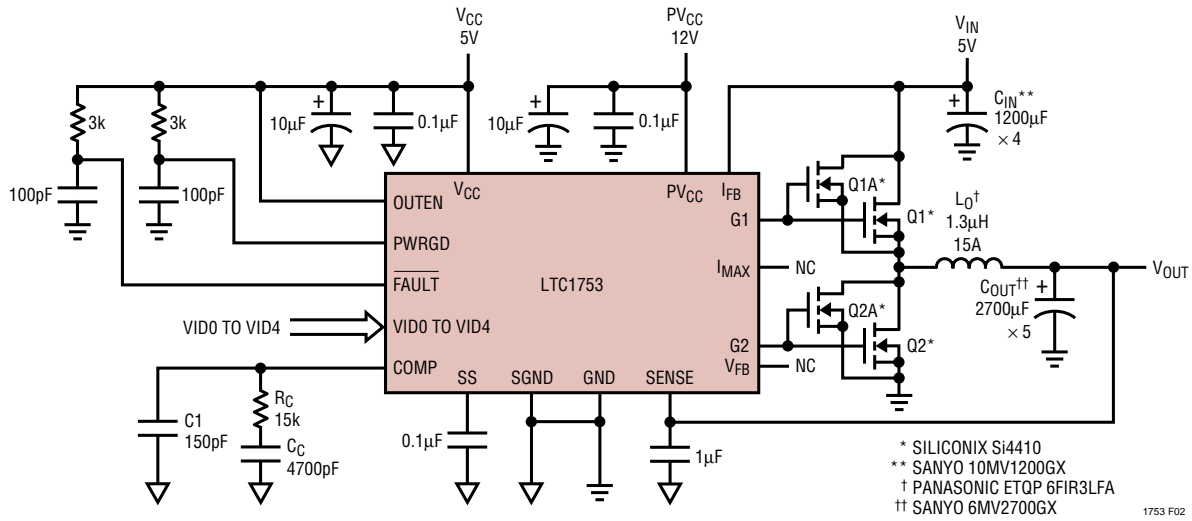 VCC
5V
PVCC
12V
VIN
5V
3k
3k
+
10µF
0.1µF
+
10µF
0.1µF
+
CIN**
1200µF
× 4
100pF
100pF
VCC
PVCC
IFB
OUTEN
G1
Q1A*
Q1*
LO†
1.3µH
15A
PWRGD
IMAX
NC
VOUT
FAULT
LTC1753
COUT††
2700µF
× 5
+
VID0 TO VID4
VID0 TO VID4
Q2A*
G2
Q2*
VFB
NC
COMP
SS
SGND
GND
SENSE
C1
150pF
RC
15k
CC
4700pF
0.1µF
1µF
* SILICONIX Si4410
** SANYO 10MV1200GX
† PANASONIC ETQP 6FIR3LFA
†† SANYO 6MV2700GX
1753 F02